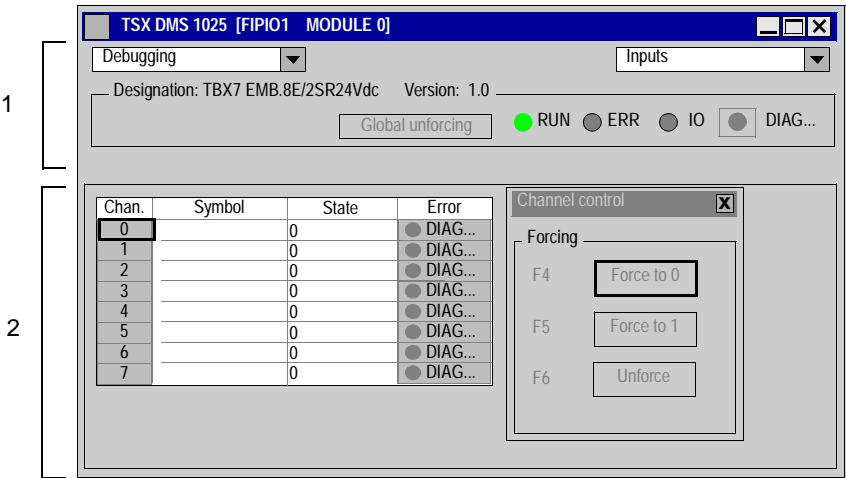 TSX DMS 1025 [FIPIO1 MODULE 0]
Debugging Inputs
Designation: TBX7 EMB.8E/2SR24Vdc Version: 1.0
1
Global unforcing RUN ERR IO DIAG...
Chan. Symbol State Error
0 0 DIAG...
1 0 DIAG...
2 0 DIAG...
3 0 DIAG...
4 0 DIAG...
5 0 DIAG...
6 0 DIAG...
7 0 DIAG...
2
Channel control X
Forcing
F4 Force to 0
F5 Force to 1
F6 Unforce